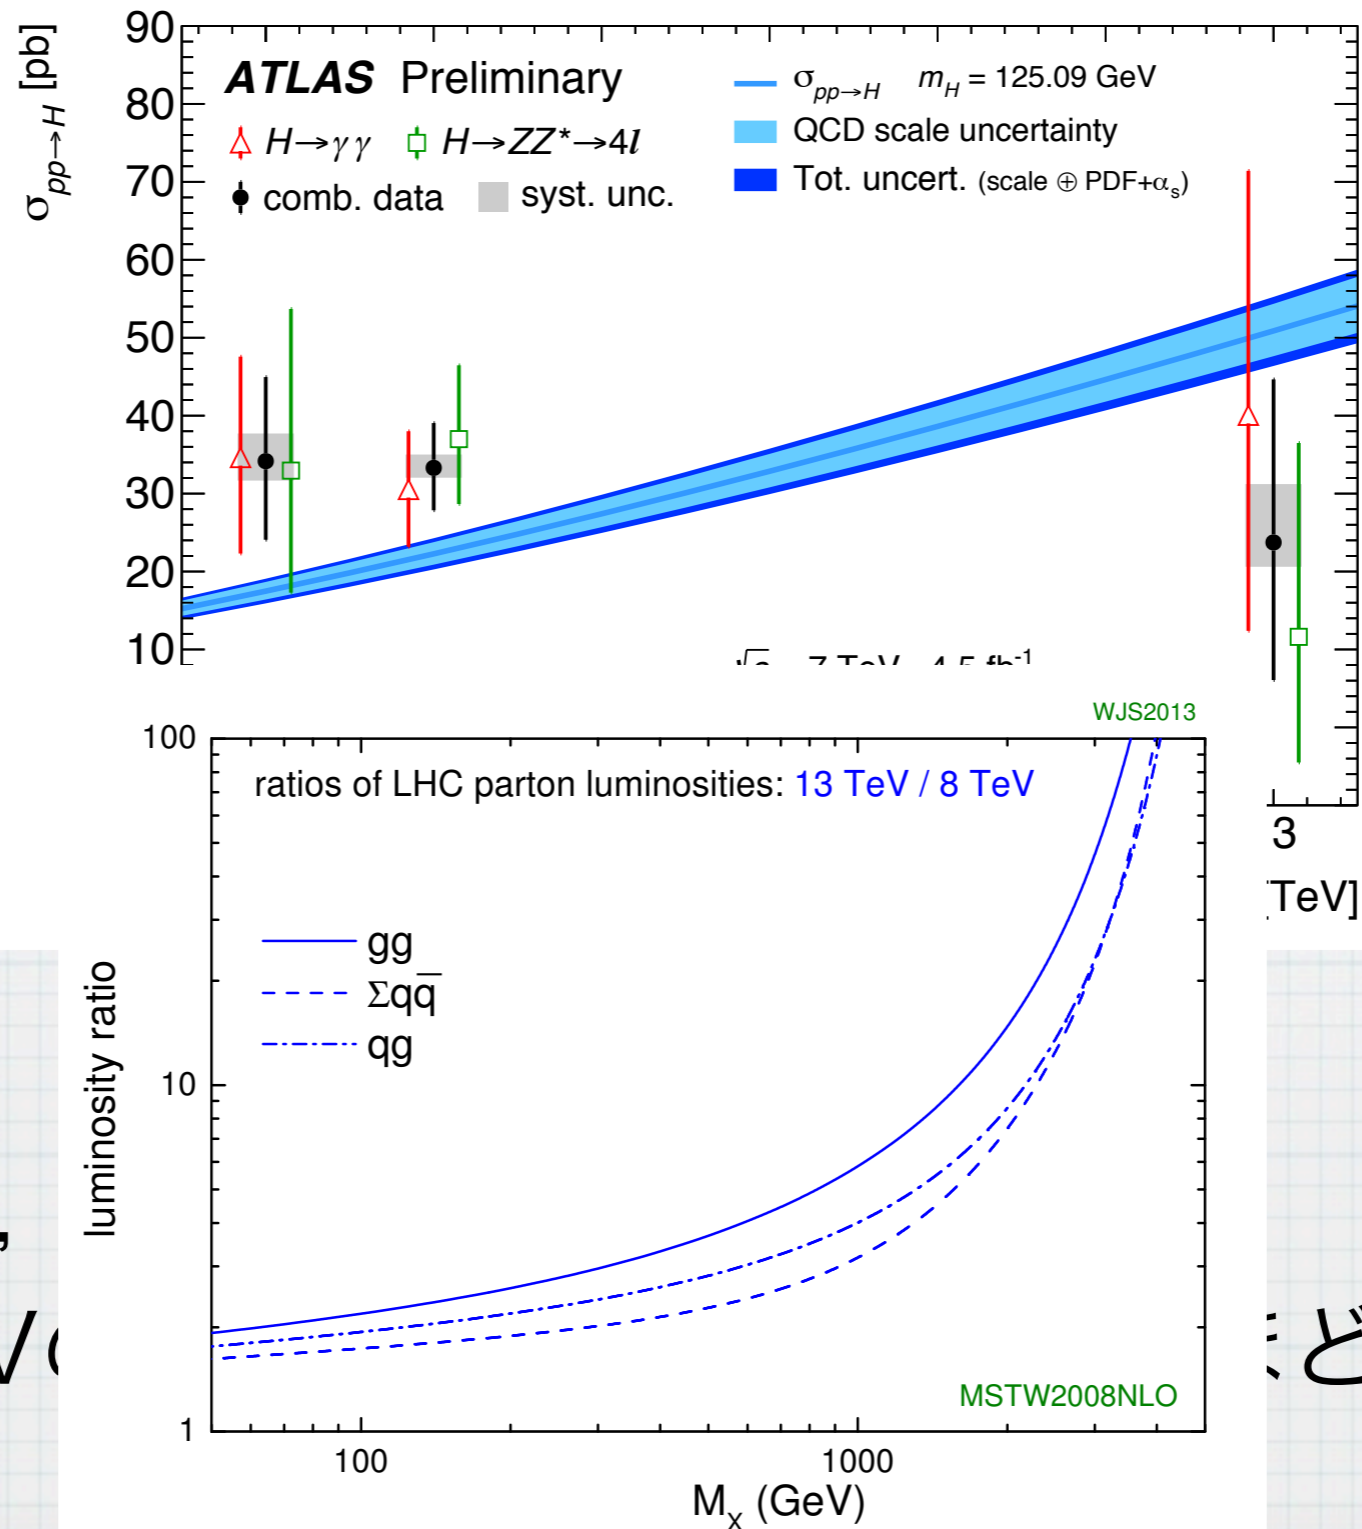 90
σpp→H [pb]
ATLAS Preliminary
σpp→H mH = 125.09 GeV
80
QCD scale uncertainty
H→γγ H→ZZ*→4l
70
Tot. uncert. (scale ⊕ PDF+αs)
comb. data syst. unc.
60
50
40
30
20
10
3
[TeV]
WJS2013
100
ratios of LHC parton luminosities: 13 TeV / 8 TeV
gg
Σqq̅
qg
luminosity ratio
10
MSTW2008NLO
1
100 1000
Mx (GeV)
ど